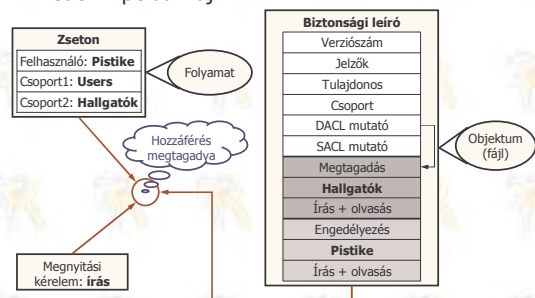 Zseton
Felhasználó: Pistike
Csoport1: Users
Csoport2: Hallgatók
Folyamat
Hozzáférés
megtagadva
Megnyitási
kérelem: írás
Biztonsági leíró
Verziószám
Jelzők
Tulajdonos
Csoport
DACL mutató
SACL mutató
Megtagadás
Hallgatók
Írás + olvasás
Engedélyezés
Pistike
Írás + olvasás
Objektum
(fájl)